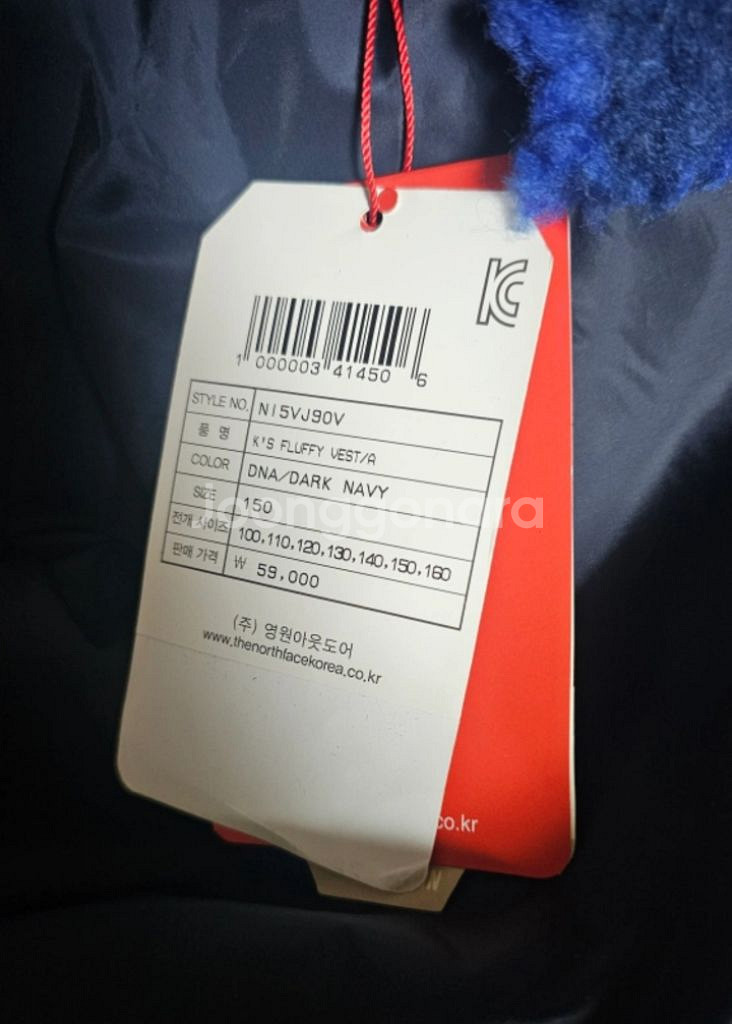 KC
1 000003 41450 6
STYLE NO. NI5VJ90V
품 명 K'S FLUFFY VEST/A
COLOR DNA/DARK NAVY
SIZE 150
joonggonara
전개 사이즈 100,110,120,130,140,150,160
판매 가격 ₩ 59,000
(주) 영원아웃도어
www.thenorthfacekorea.co.kr
co.kr